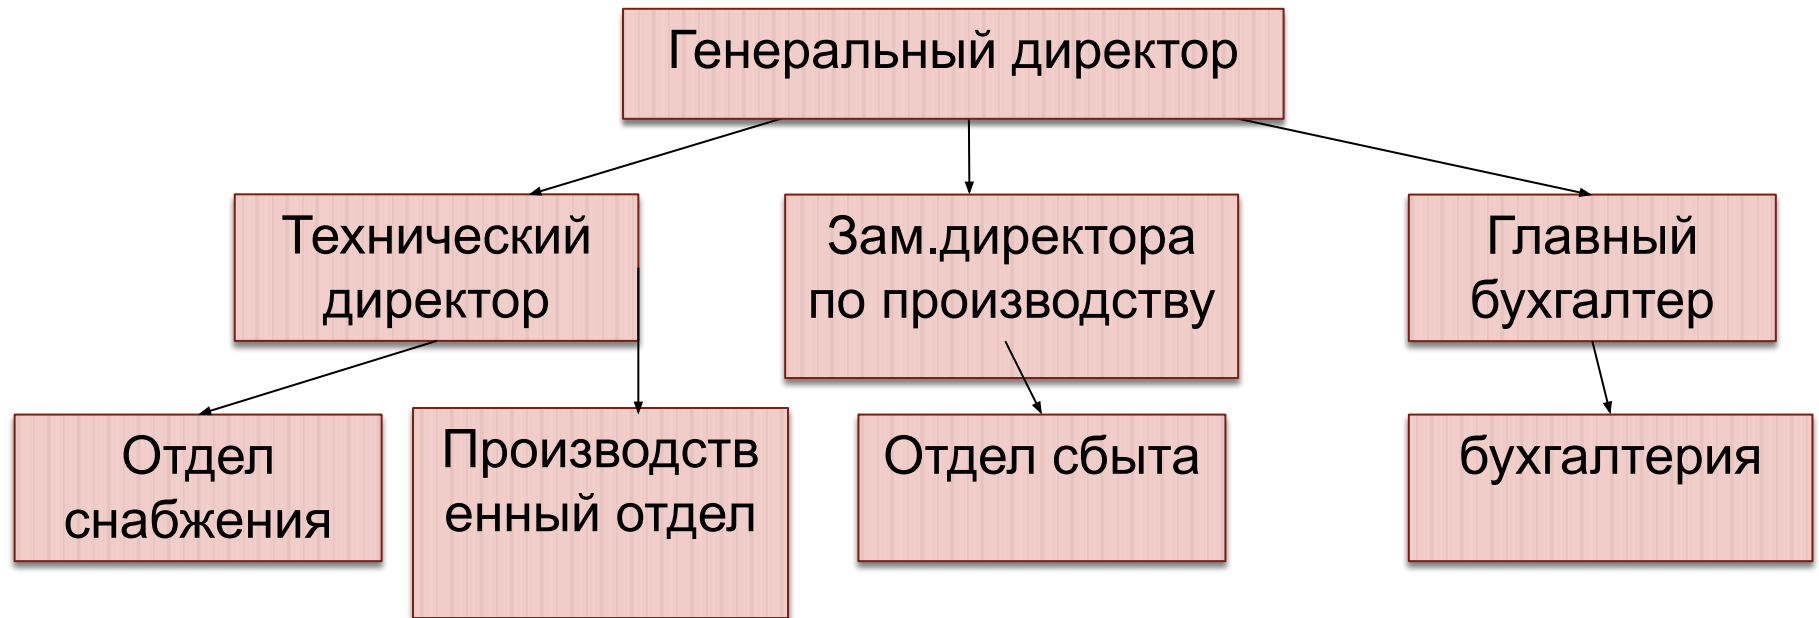 Генеральный директор
Технический
директор
Зам.директора
по производству
Главный
бухгалтер
Отдел
снабжения
Производств
енный отдел
Отдел сбыта
бухгалтерия